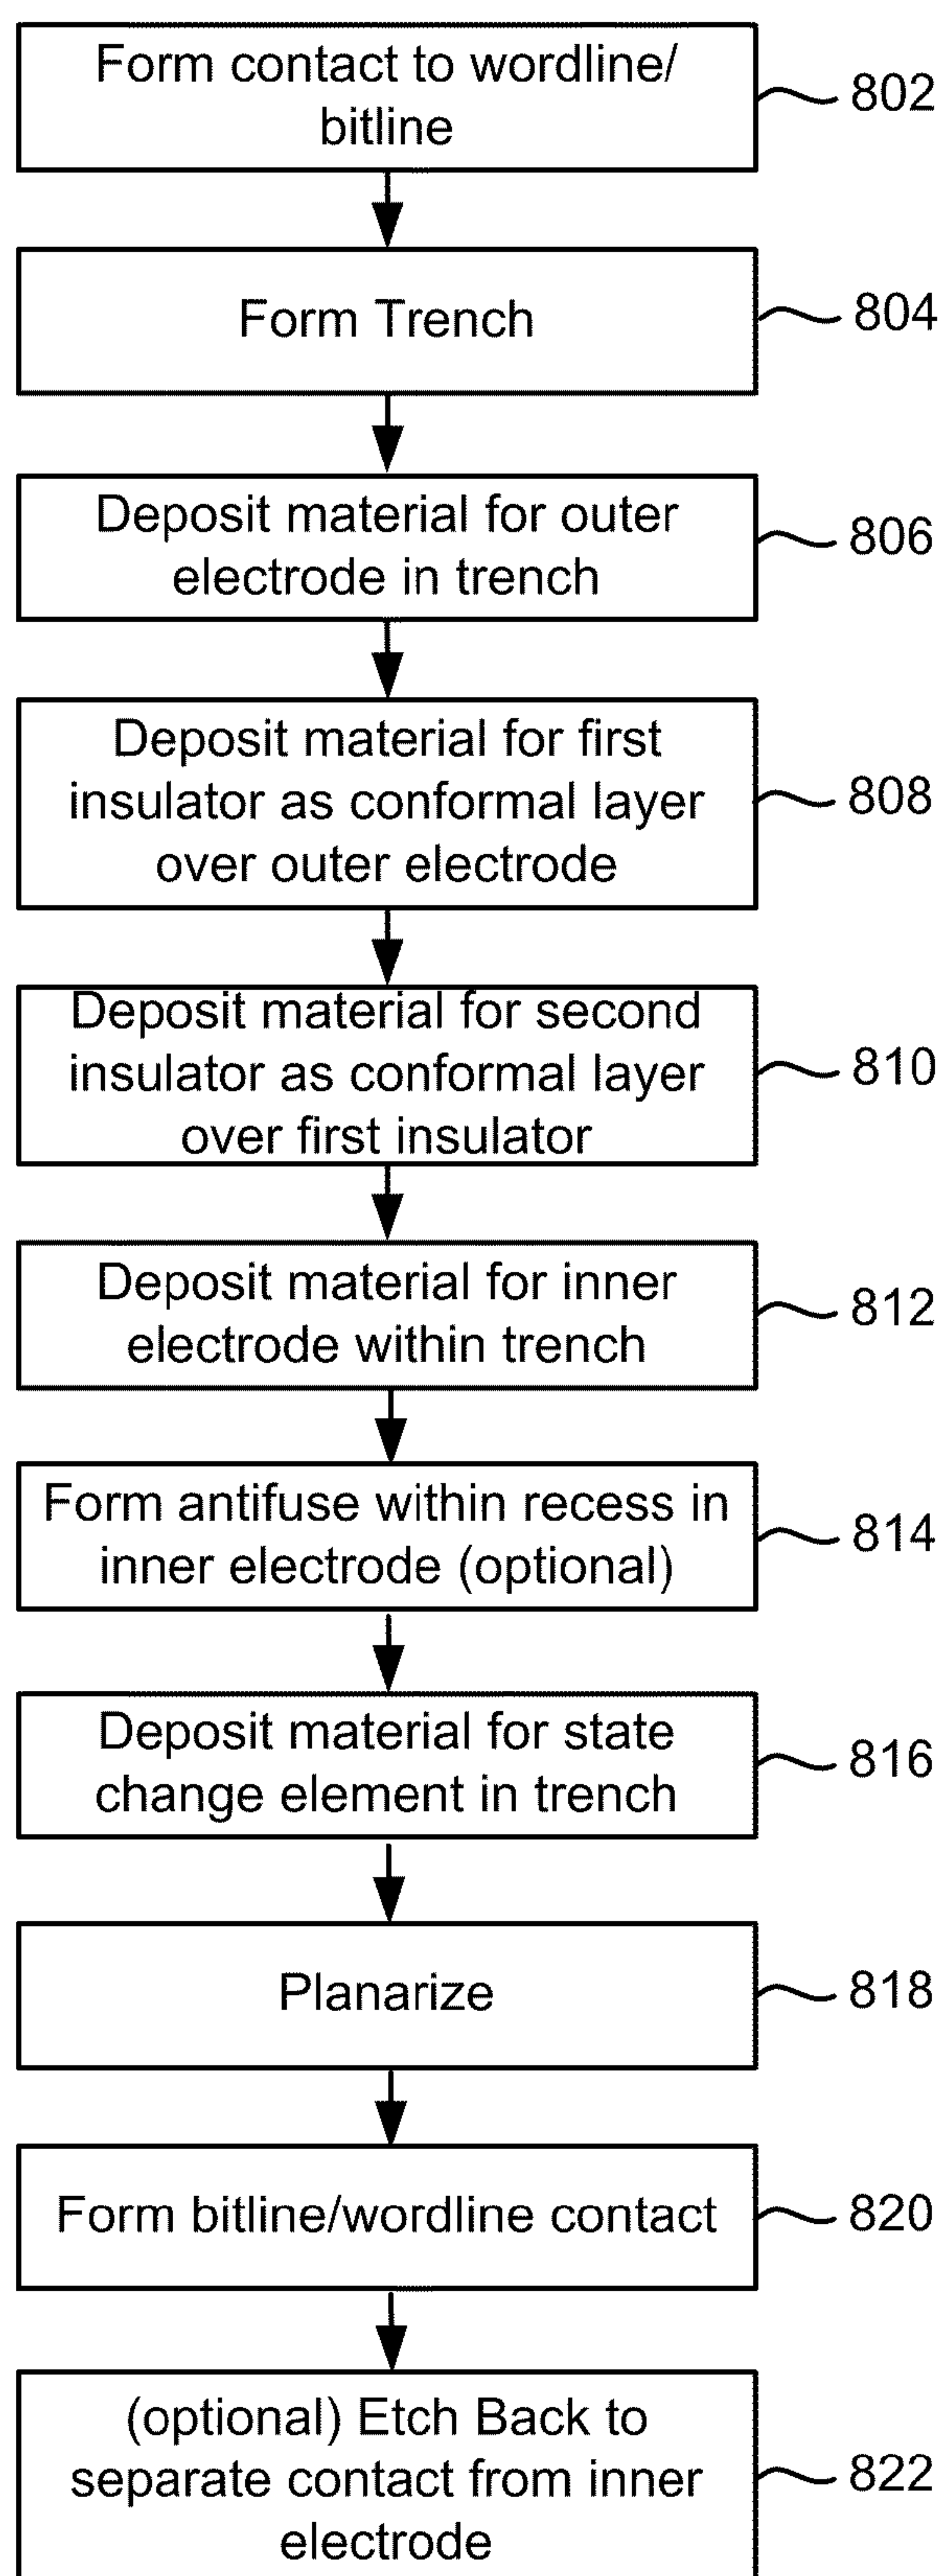 Form contact to wordline/
bitline
802
Form Trench
804
Deposit material for outer
electrode in trench
806
Deposit material for first
insulator as conformal layer
over outer electrode
808
Deposit material for second
insulator as conformal layer
over first insulator
810
Deposit material for inner
electrode within trench
812
Form antifuse within recess in
inner electrode (optional)
814
Deposit material for state
change element in trench
816
Planarize
818
Form bitline/wordline contact
820
(optional) Etch Back to
separate contact from inner
electrode
822